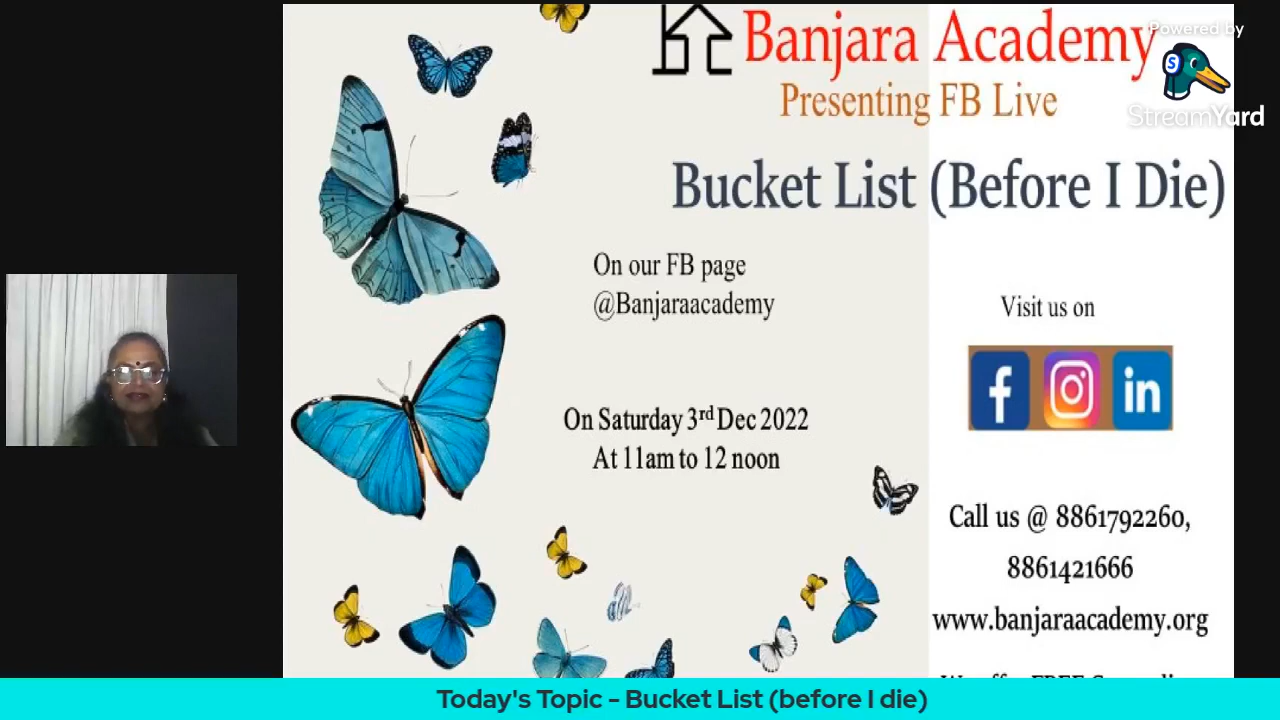 Banjara Academy
Powered by
StreamYard
Presenting FB Live
Bucket List (Before I Die)
On our FB page
@Banjaraacademy
Visit us on
On Saturday 3rd Dec 2022
At 11am to 12 noon
Call us @ 8861792260,
8861421666
www.banjaraacademy.org
Today's Topic - Bucket List (before I die)